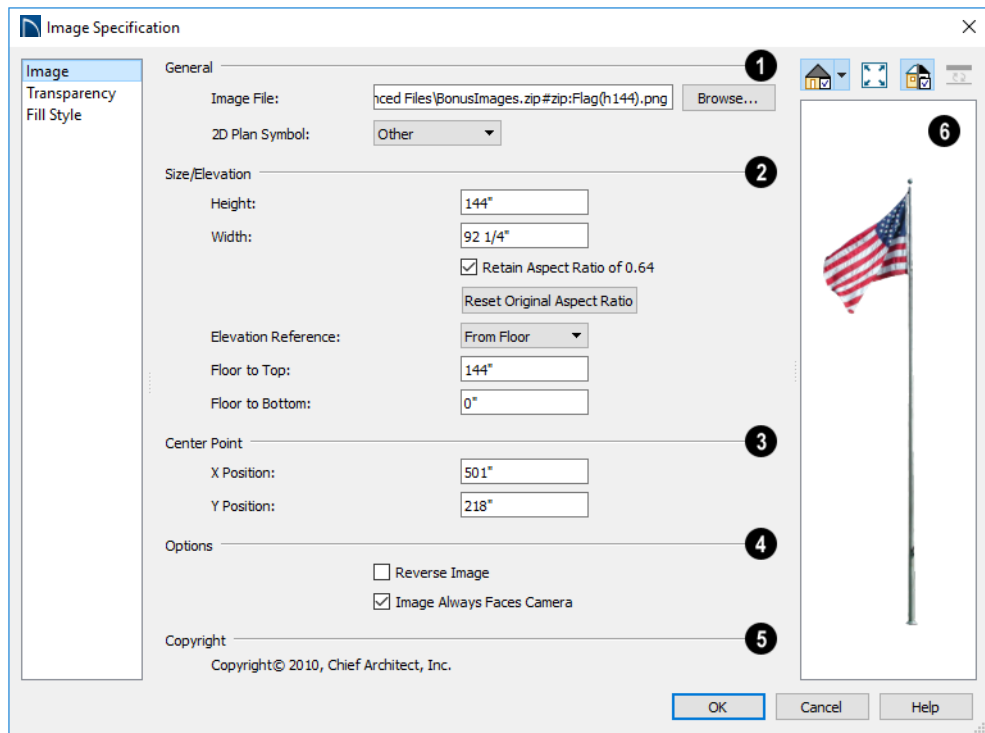 Image Specification
Image
Transparency
Fill Style
General
1
Image File:
nced Files\BonusImages.zip#zip:Flag(h144).png
Browse...
2D Plan Symbol:
Other
Size/Elevation
2
Height:
144"
Width:
92 1/4"
Retain Aspect Ratio of 0.64
Reset Original Aspect Ratio
Elevation Reference:
From Floor
Floor to Top:
144"
Floor to Bottom:
0"
Center Point
3
X Position:
501"
Y Position:
218"
Options
4
Reverse Image
Image Always Faces Camera
Copyright
5
Copyright© 2010, Chief Architect, Inc.
6
OK
Cancel
Help